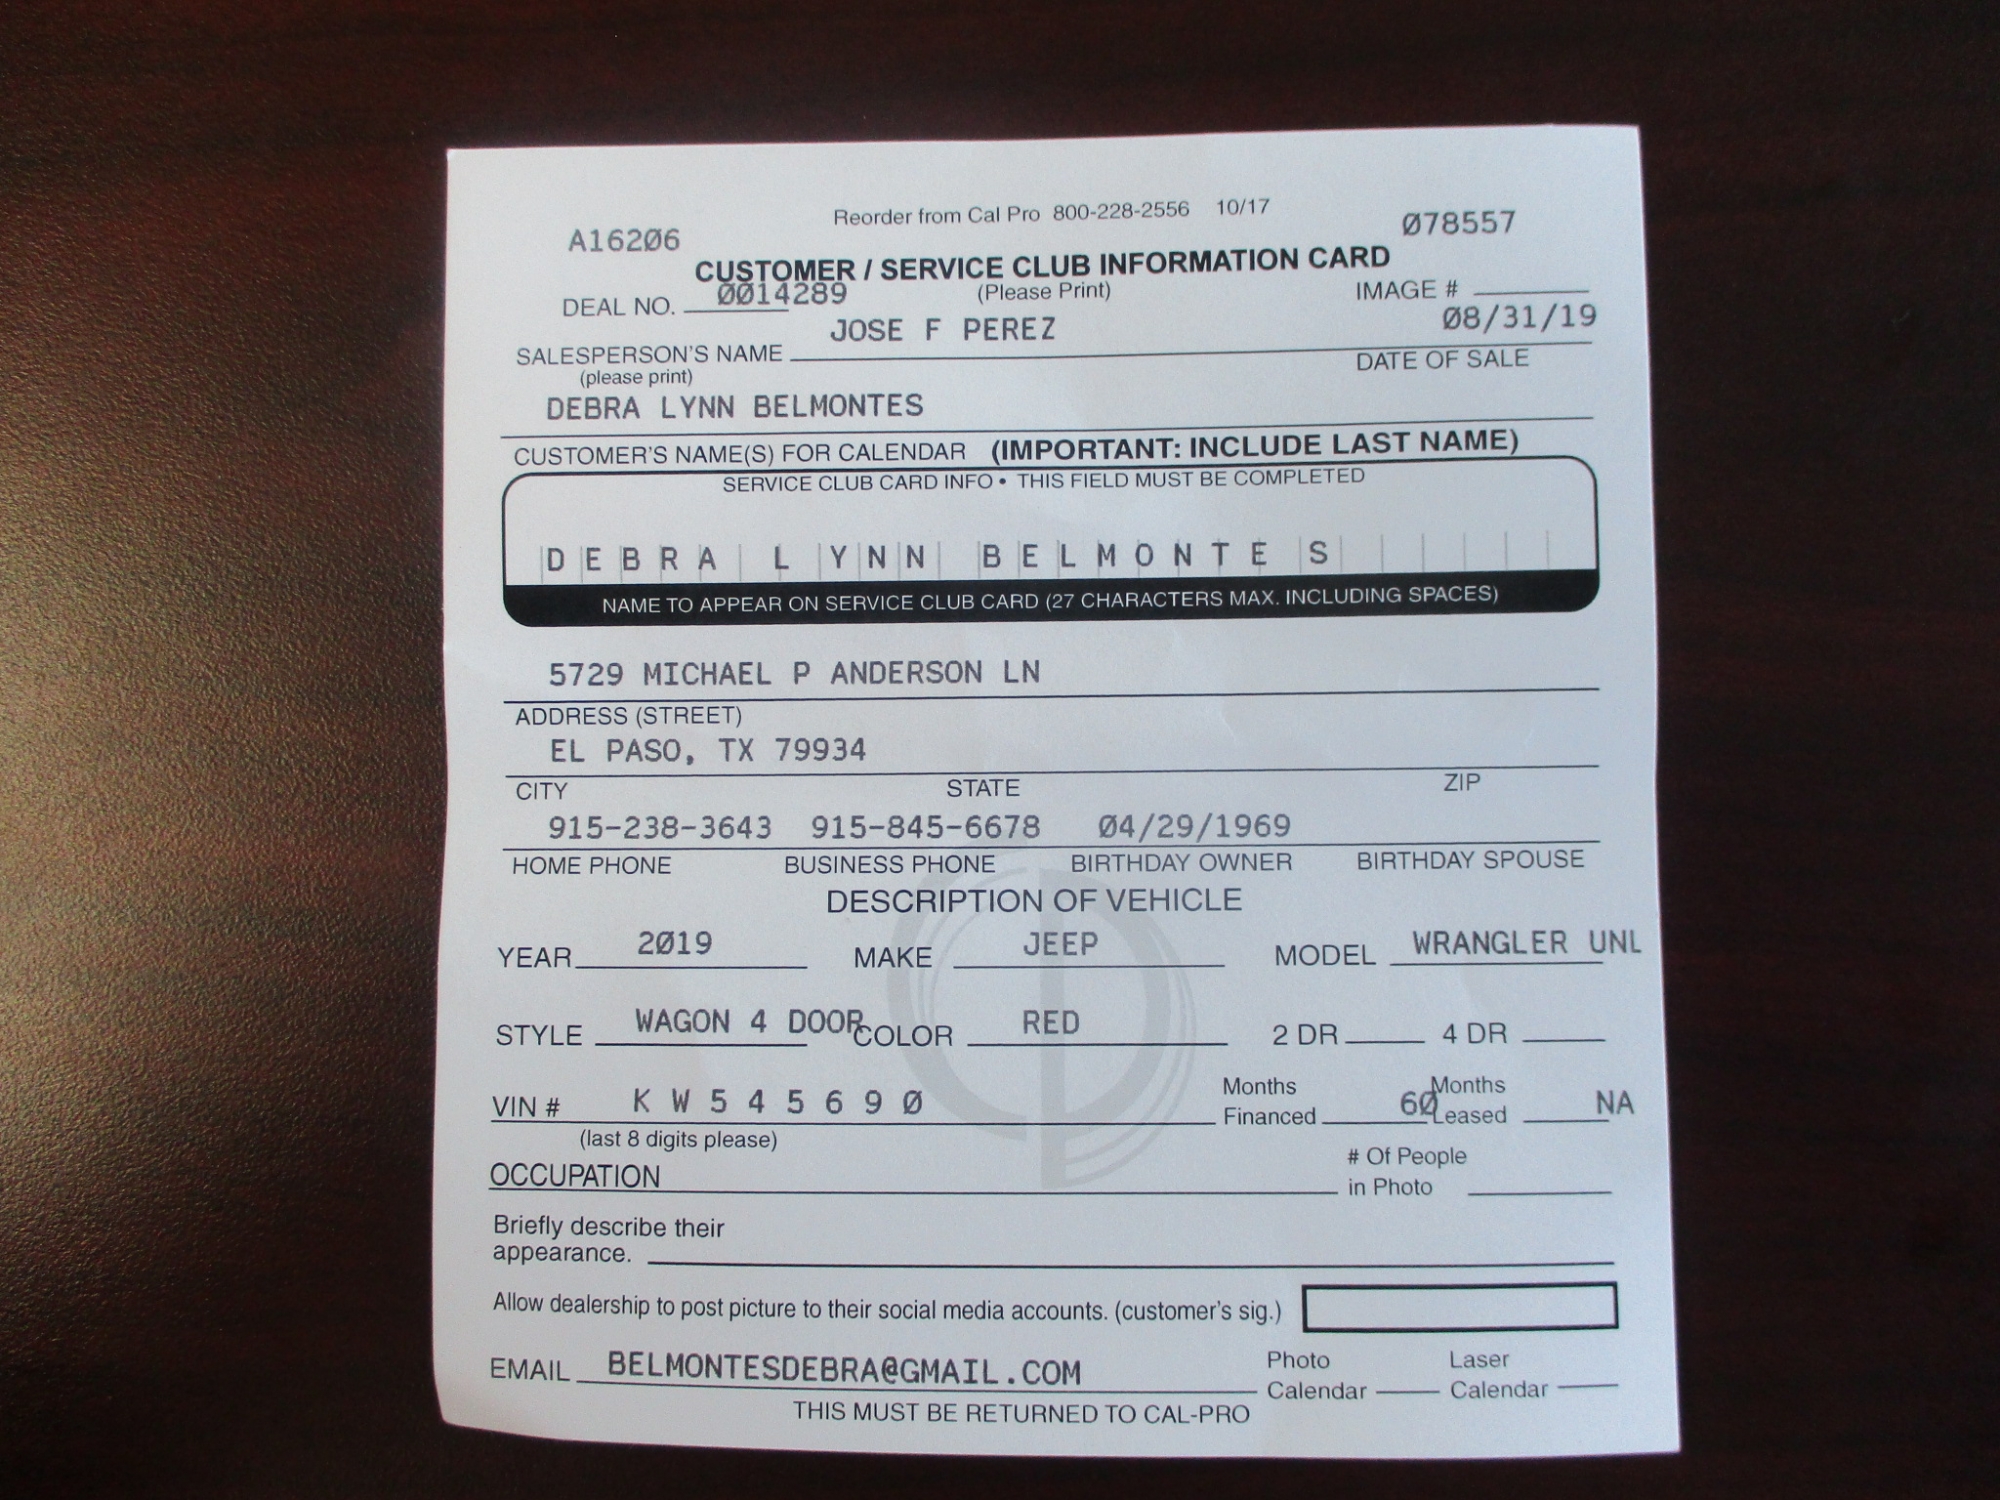 Reorder from Cal Pro 800-228-2556 10/17
A16206 078557
CUSTOMER / SERVICE CLUB INFORMATION CARD
DEAL NO. 0014289 (Please Print) IMAGE #
JOSE F PEREZ 08/31/19
SALESPERSON'S NAME DATE OF SALE
(please print)
DEBRA LYNN BELMONTES
CUSTOMER'S NAME(S) FOR CALENDAR (IMPORTANT: INCLUDE LAST NAME)
SERVICE CLUB CARD INFO • THIS FIELD MUST BE COMPLETED
DEBRA LYNN BELMONTES
NAME TO APPEAR ON SERVICE CLUB CARD (27 CHARACTERS MAX. INCLUDING SPACES)
5729 MICHAEL P ANDERSON LN
ADDRESS (STREET)
EL PASO, TX 79934
CITY STATE ZIP
915-238-3643 915-845-6678 04/29/1969
HOME PHONE BUSINESS PHONE BIRTHDAY OWNER BIRTHDAY SPOUSE
DESCRIPTION OF VEHICLE
YEAR 2019 MAKE JEEP MODEL WRANGLER UNL
STYLE WAGON 4 DOOR COLOR RED 2 DR 4 DR
VIN # K W 5 4 5 6 9 0 Months Financed 60 Months Leased NA
(last 8 digits please)
OCCUPATION # Of People in Photo
Briefly describe their
appearance.
Allow dealership to post picture to their social media accounts. (customer's sig.)
EMAIL BELMONTESDEBRA@GMAIL.COM Photo Calendar Laser Calendar
THIS MUST BE RETURNED TO CAL-PRO